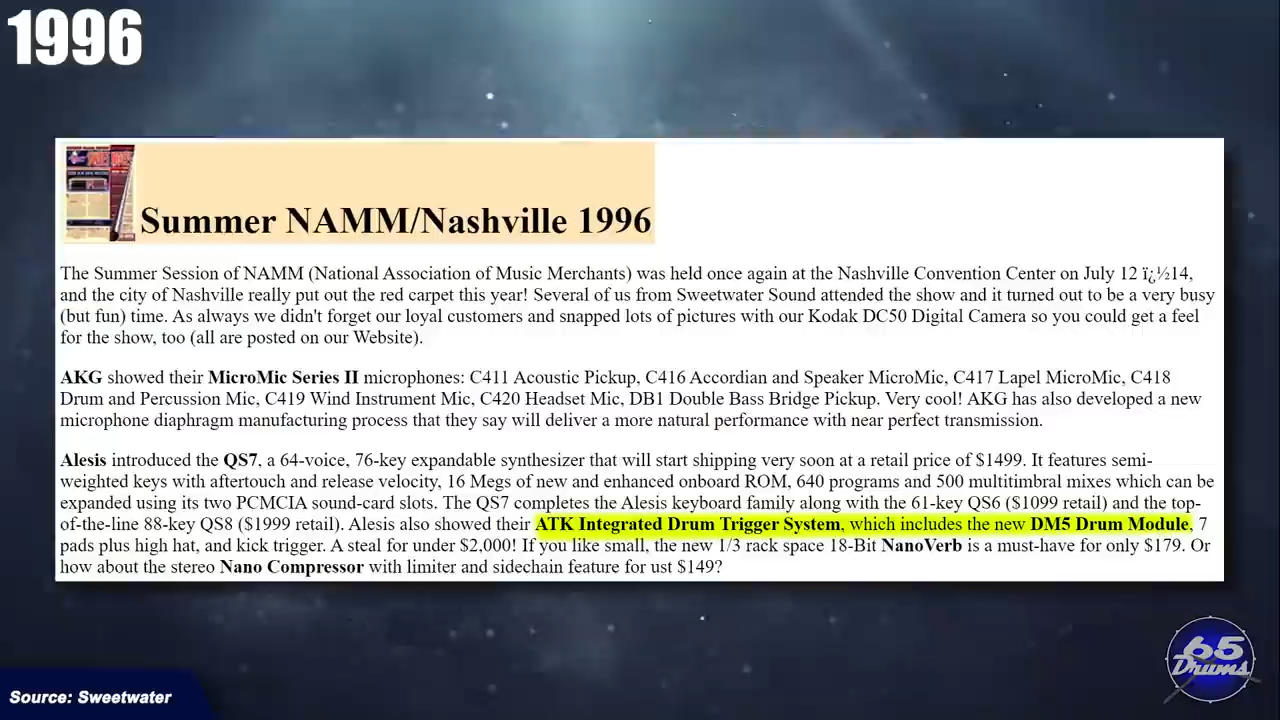 1996
Summer NAMM/Nashville 1996
The Summer Session of NAMM (National Association of Music Merchants) was held once again at the Nashville Convention Center on July 12 ï¿½14,
and the city of Nashville really put out the red carpet this year! Several of us from Sweetwater Sound attended the show and it turned out to be a very busy
(but fun) time. As always we didn't forget our loyal customers and snapped lots of pictures with our Kodak DC50 Digital Camera so you could get a feel
for the show, too (all are posted on our Website).
AKG showed their MicroMic Series II microphones: C411 Acoustic Pickup, C416 Accordian and Speaker MicroMic, C417 Lapel MicroMic, C418
Drum and Percussion Mic, C419 Wind Instrument Mic, C420 Headset Mic, DB1 Double Bass Bridge Pickup. Very cool! AKG has also developed a new
microphone diaphragm manufacturing process that they say will deliver a more natural performance with near perfect transmission.
Alesis introduced the QS7, a 64-voice, 76-key expandable synthesizer that will start shipping very soon at a retail price of $1499. It features semi-
weighted keys with aftertouch and release velocity, 16 Megs of new and enhanced onboard ROM, 640 programs and 500 multitimbral mixes which can be
expanded using its two PCMCIA sound-card slots. The QS7 completes the Alesis keyboard family along with the 61-key QS6 ($1099 retail) and the top-
of-the-line 88-key QS8 ($1999 retail). Alesis also showed their ATK Integrated Drum Trigger System, which includes the new DM5 Drum Module, 7
pads plus high hat, and kick trigger. A steal for under $2,000! If you like small, the new 1/3 rack space 18-Bit NanoVerb is a must-have for only $179. Or
how about the stereo Nano Compressor with limiter and sidechain feature for ust $149?
65
Drums
Source: Sweetwater